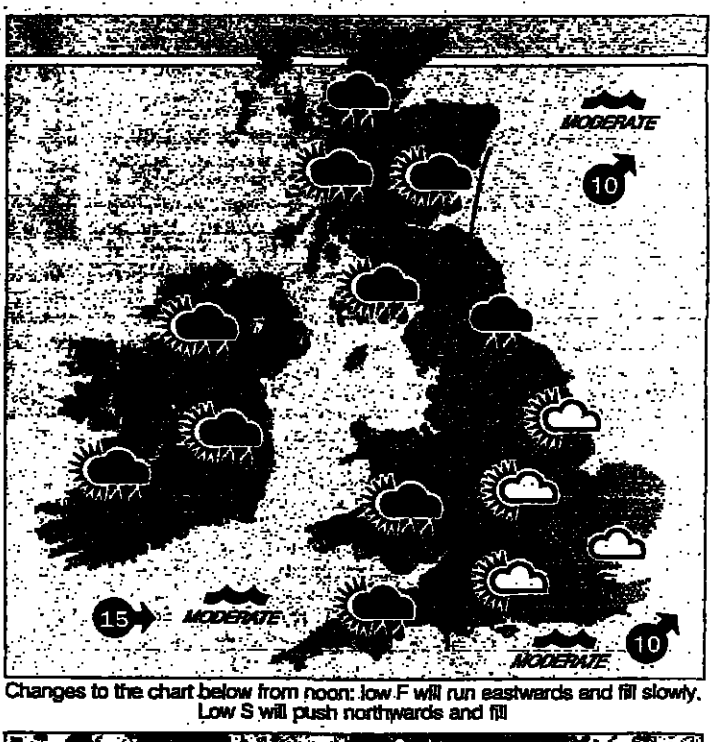 MODERATE
10
15
MODERATE
MODERATE
10
Changes to the chart below from noon: low F will run eastwards and fill slowly.
Low S will push northwards and fill